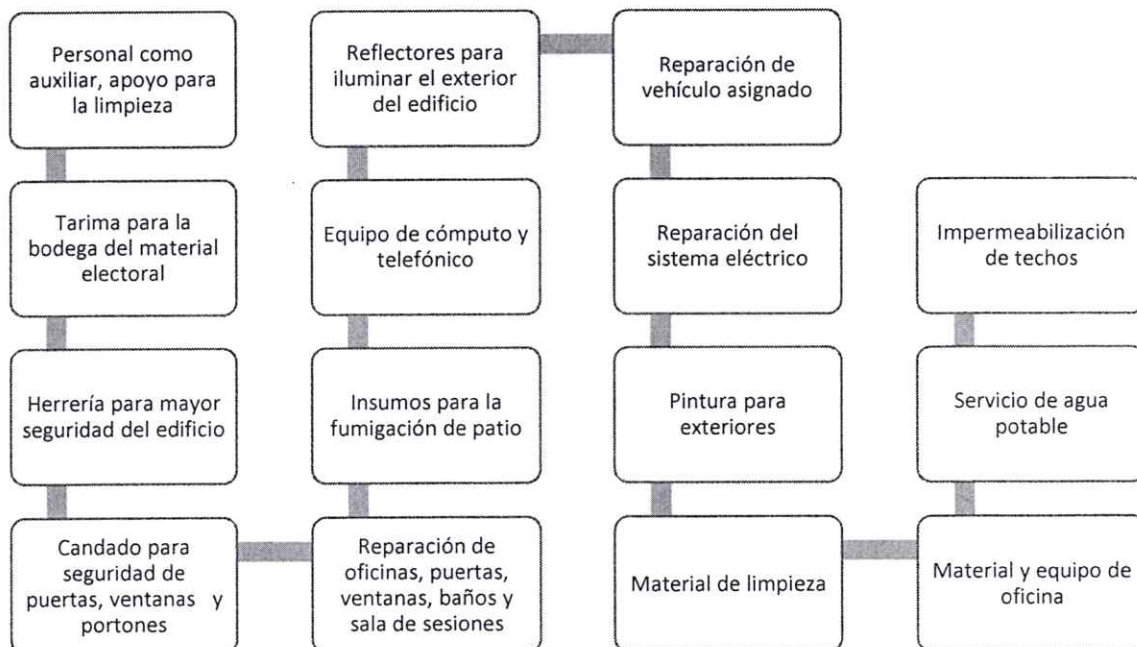 Personal como
auxiliar, apoyo para
la limpieza
Tarima para la
bodega del material
electoral
Herrería para mayor
seguridad del edificio
Candado para
seguridad de
puertas, ventanas y
portones
Reparación de
oficinas, puertas,
ventanas, baños y
sala de sesiones
Insumos para la
fumigación de patio
Equipo de cómputo y
telefónico
Reflectores para
iluminar el exterior
del edificio
Reparación de
vehículo asignado
Reparación del
sistema eléctrico
Pintura para
exteriores
Material de limpieza
Material y equipo de
oficina
Servicio de agua
potable
Impermeabilización
de techos